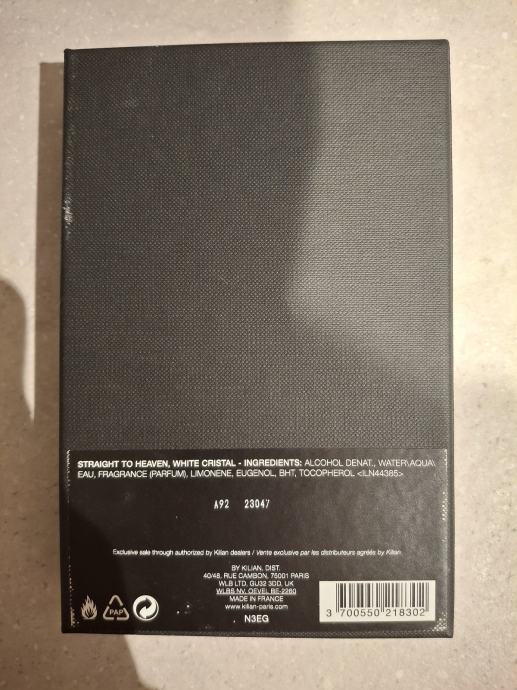 STRAIGHT TO HEAVEN, WHITE CRISTAL - INGREDIENTS: ALCOHOL DENAT., WATER\AQUA\
EAU, FRAGRANCE (PARFUM), LIMONENE, EUGENOL, BHT, TOCOPHEROL <ILN44385>
A92 23047
Exclusive sale through authorized by Kilian dealers / Vente exclusive par les distributeurs agréés by Kilian.
BY KILIAN, DIST.
40/48, RUE CAMBON, 75001 PARIS
WLB LTD, GU32 3DD, UK
WLBS NV, OEVEL BE-2260
MADE IN FRANCE
www.kilian-paris.com
N3EG
PAP
3 700550 218302